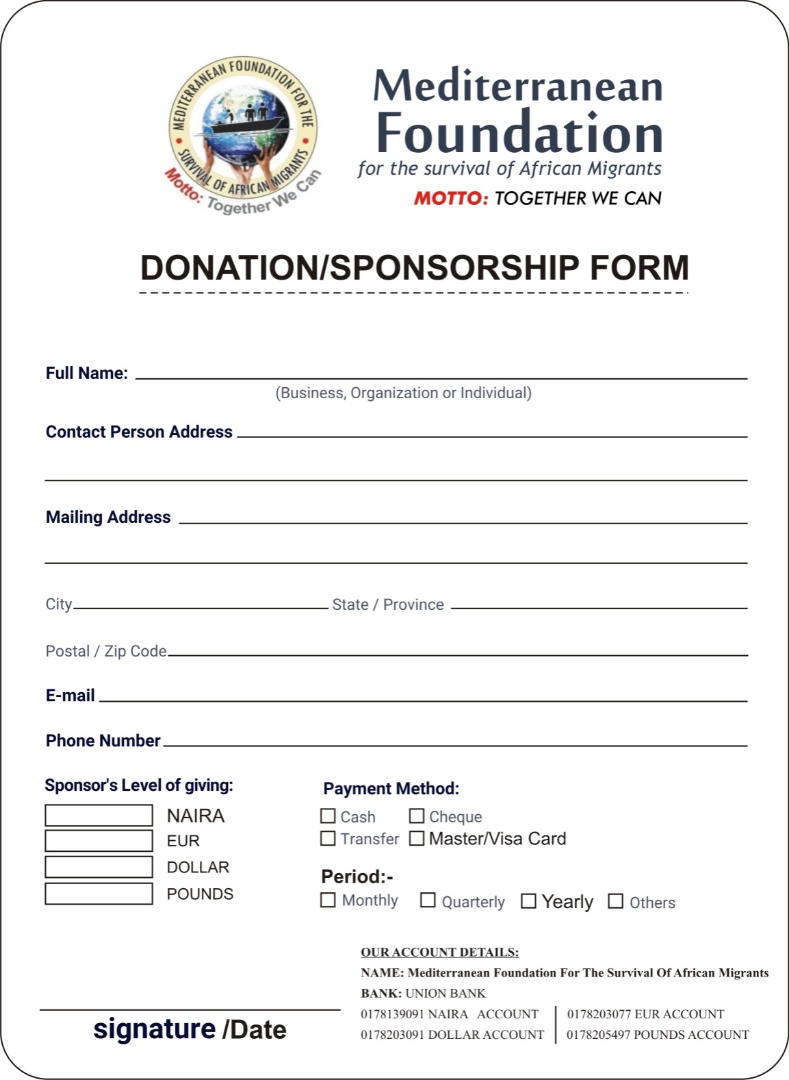 MEDITERRANEAN FOUNDATION FOR THE
SURVIVAL OF AFRICAN MIGRANTS
Motto: Together We Can
Mediterranean
Foundation
for the survival of African Migrants
MOTTO: TOGETHER WE CAN
DONATION/SPONSORSHIP FORM
Full Name:
(Business, Organization or Individual)
Contact Person Address
Mailing Address
City State / Province
Postal / Zip Code
E-mail
Phone Number
Sponsor's Level of giving:
NAIRA
EUR
DOLLAR
POUNDS
Payment Method:
Cash Cheque
Transfer Master/Visa Card
Period:-
Monthly Quarterly Yearly Others
OUR ACCOUNT DETAILS:
NAME: Mediterranean Foundation For The Survival Of African Migrants
BANK: UNION BANK
0178139091 NAIRA ACCOUNT 0178203077 EUR ACCOUNT
0178203091 DOLLAR ACCOUNT 0178205497 POUNDS ACCOUNT
signature /Date